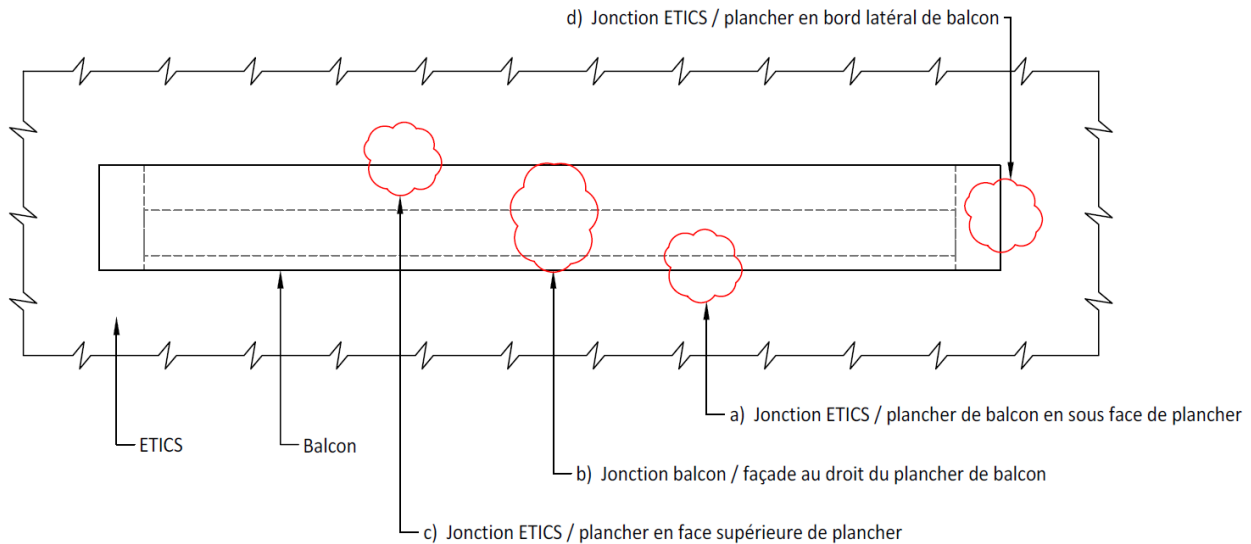 d) Jonction ETICS / plancher en bord latéral de balcon
a) Jonction ETICS / plancher de balcon en sous face de plancher
ETICS
Balcon
b) Jonction balcon / façade au droit du plancher de balcon
c) Jonction ETICS / plancher en face supérieure de plancher